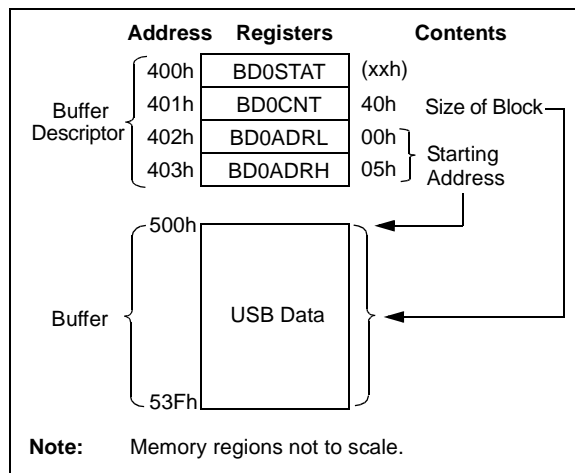 Address Registers Contents
400h BD0STAT (xxh)
401h BD0CNT 40h Size of Block
Buffer
Descriptor
402h BD0ADRL 00h
Starting
Address
403h BD0ADRH 05h
500h
Buffer USB Data
53Fh
Note: Memory regions not to scale.